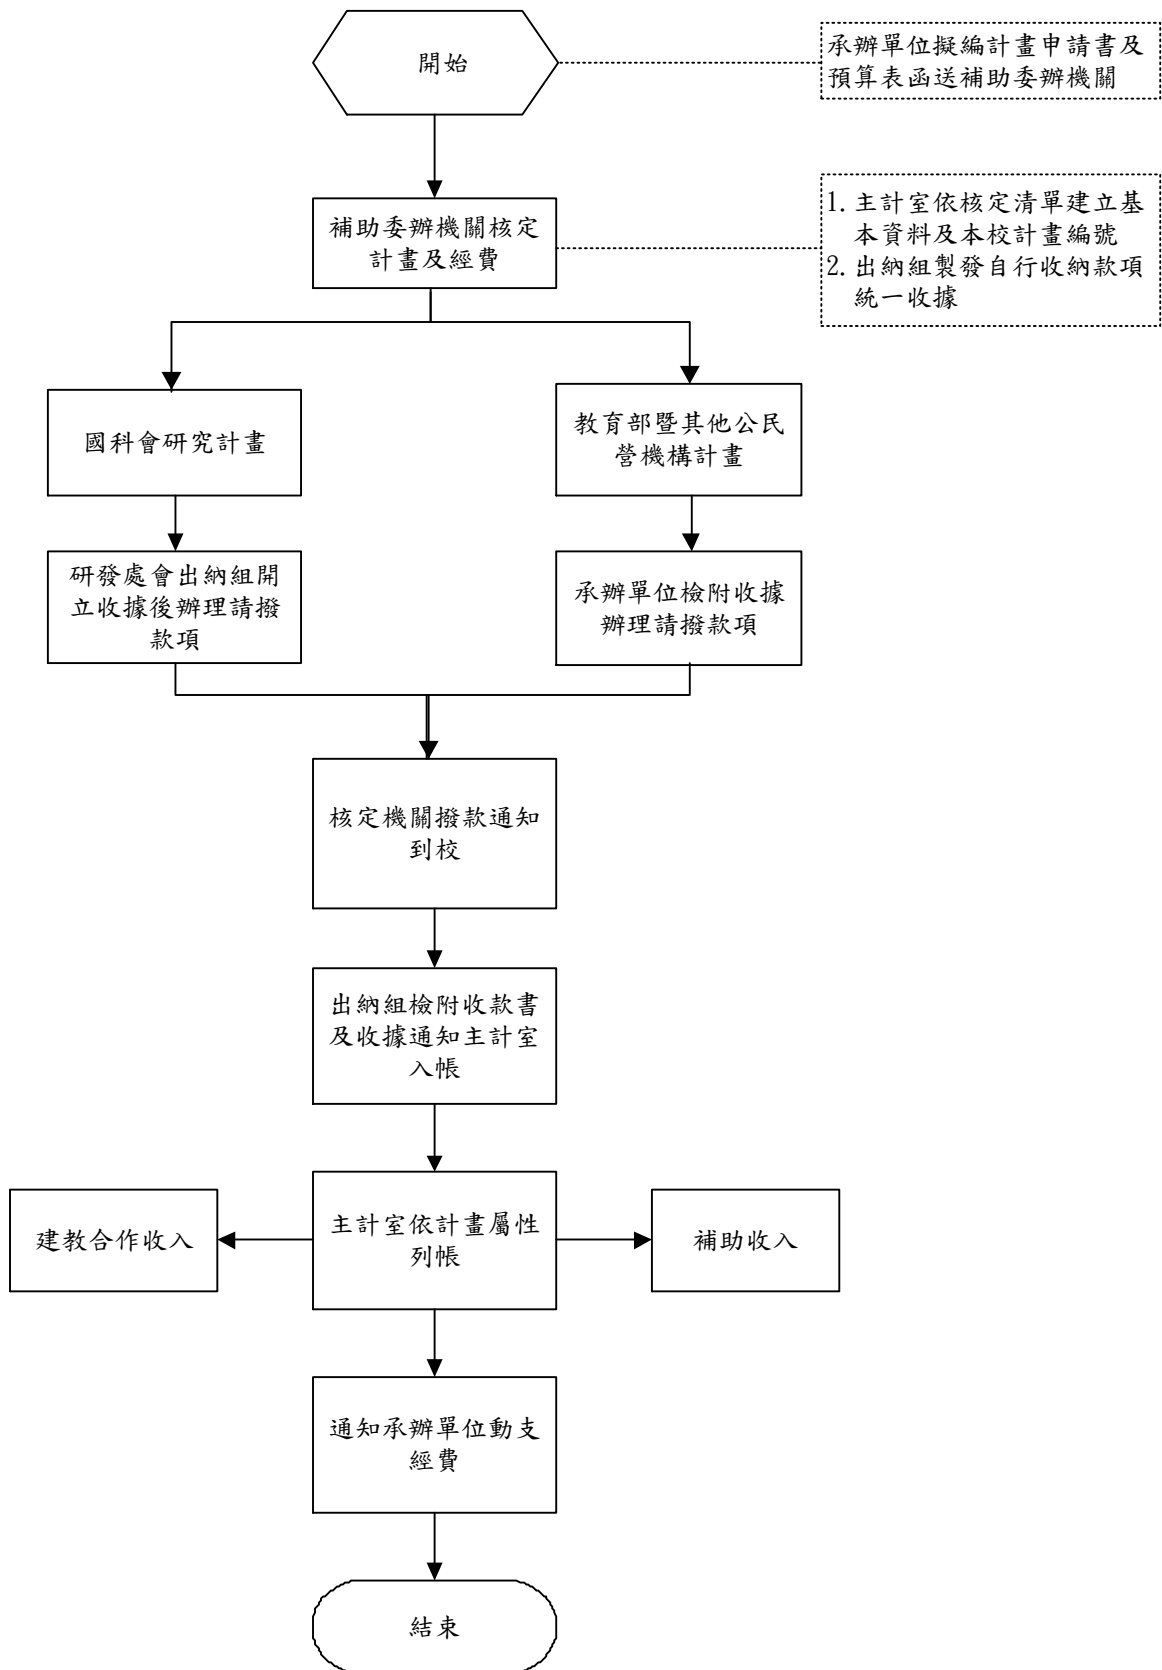 開始
承辦單位擬編計畫申請書及
預算表函送補助委辦機關
補助委辦機關核定
計畫及經費
1.主計室依核定清單建立基
本資料及本校計畫編號
2.出納組製發自行收納款項
統一收據
國科會研究計畫
教育部暨其他公民
營機構計畫
研發處會出納組開
立收據後辦理請撥
款項
承辦單位檢附收據
辦理請撥款項
核定機關撥款通知
到校
出納組檢附收款書
及收據通知主計室
入帳
建教合作收入
主計室依計畫屬性
列帳
補助收入
通知承辦單位動支
經費
結束